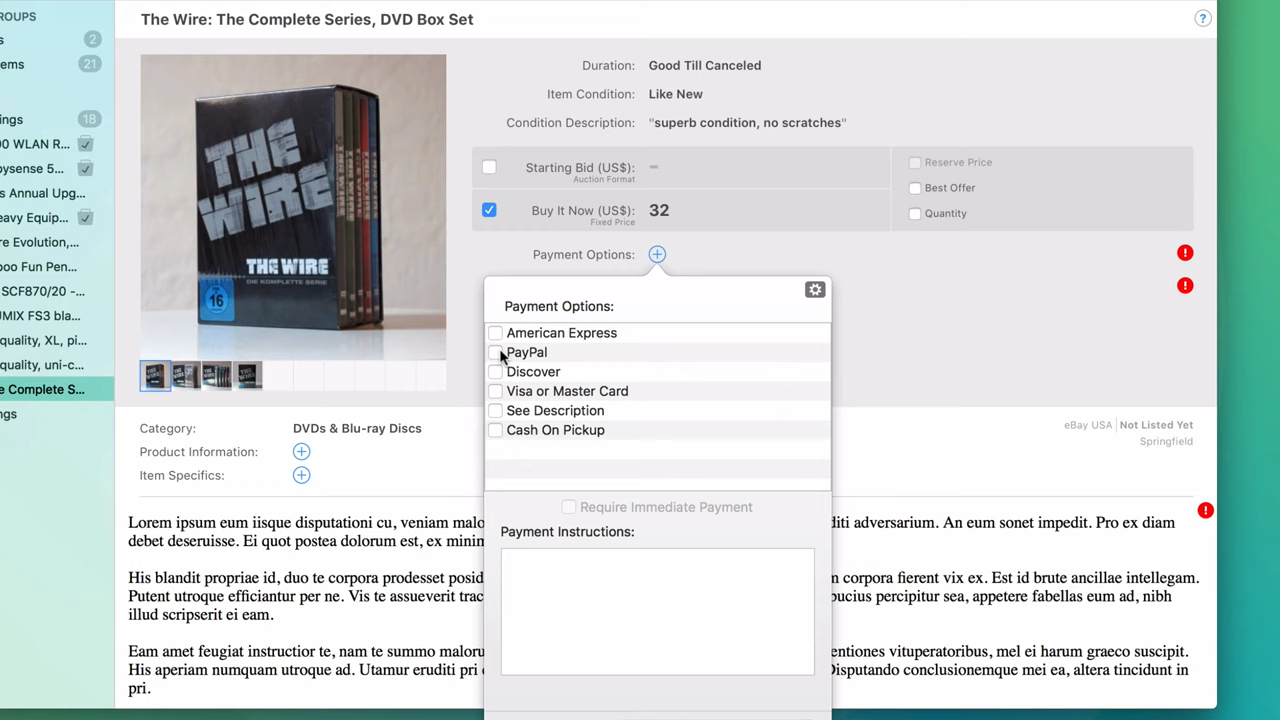 ROUPS
The Wire: The Complete Series, DVD Box Set
?
s 2
ems 21
ings 18
00 WLAN R...
oysense 5...
s Annual Upg...
eavy Equip...
re Evolution,...
boo Fun Pen...
SCF870/20 -...
UMIX FS3 bla...
equality, XL, pi...
equality, uni-c...
e Complete S...
ngs
THE
WIRE
THE WIRE
DIE KOMPLETTE SERIE
16
Duration: Good Till Canceled
Item Condition: Like New
Condition Description: "superb condition, no scratches"
Starting Bid (US$): –
Auction Format
Buy It Now (US$): 32
Fixed Price
Reserve Price
Best Offer
Quantity
Payment Options:
!
!
Payment Options:
American Express
PayPal
Discover
Visa or Master Card
See Description
Cash On Pickup
Require Immediate Payment
Payment Instructions:
Category: DVDs & Blu-ray Discs
Product Information:
Item Specifics:
eBay USA | Not Listed Yet
Springfield
!
Lorem ipsum eum iisque disputationi cu, veniam malo diti adversarium. An eum sonet impedit. Pro ex diam
debet deseruisse. Ei quot postea dolorum est, ex minim
His blandit propriae id, duo te corpora prodesset posid m corpora fierent vix ex. Est id brute ancillae intellegam.
Putent utroque efficiantur per ne. Vis te assueverit trac bucius percipitur sea, appetere fabellas eum ad, nibh
illud scripserit ei eam.
Eam amet feugiat instructior te, nam te summo maloru entiones vituperatoribus, mel ei harum graeco suscipit.
His aperiam numquam utroque ad. Utamur eruditi pri Disputando conclusionemque mei ea, altera tincidunt in
pri.